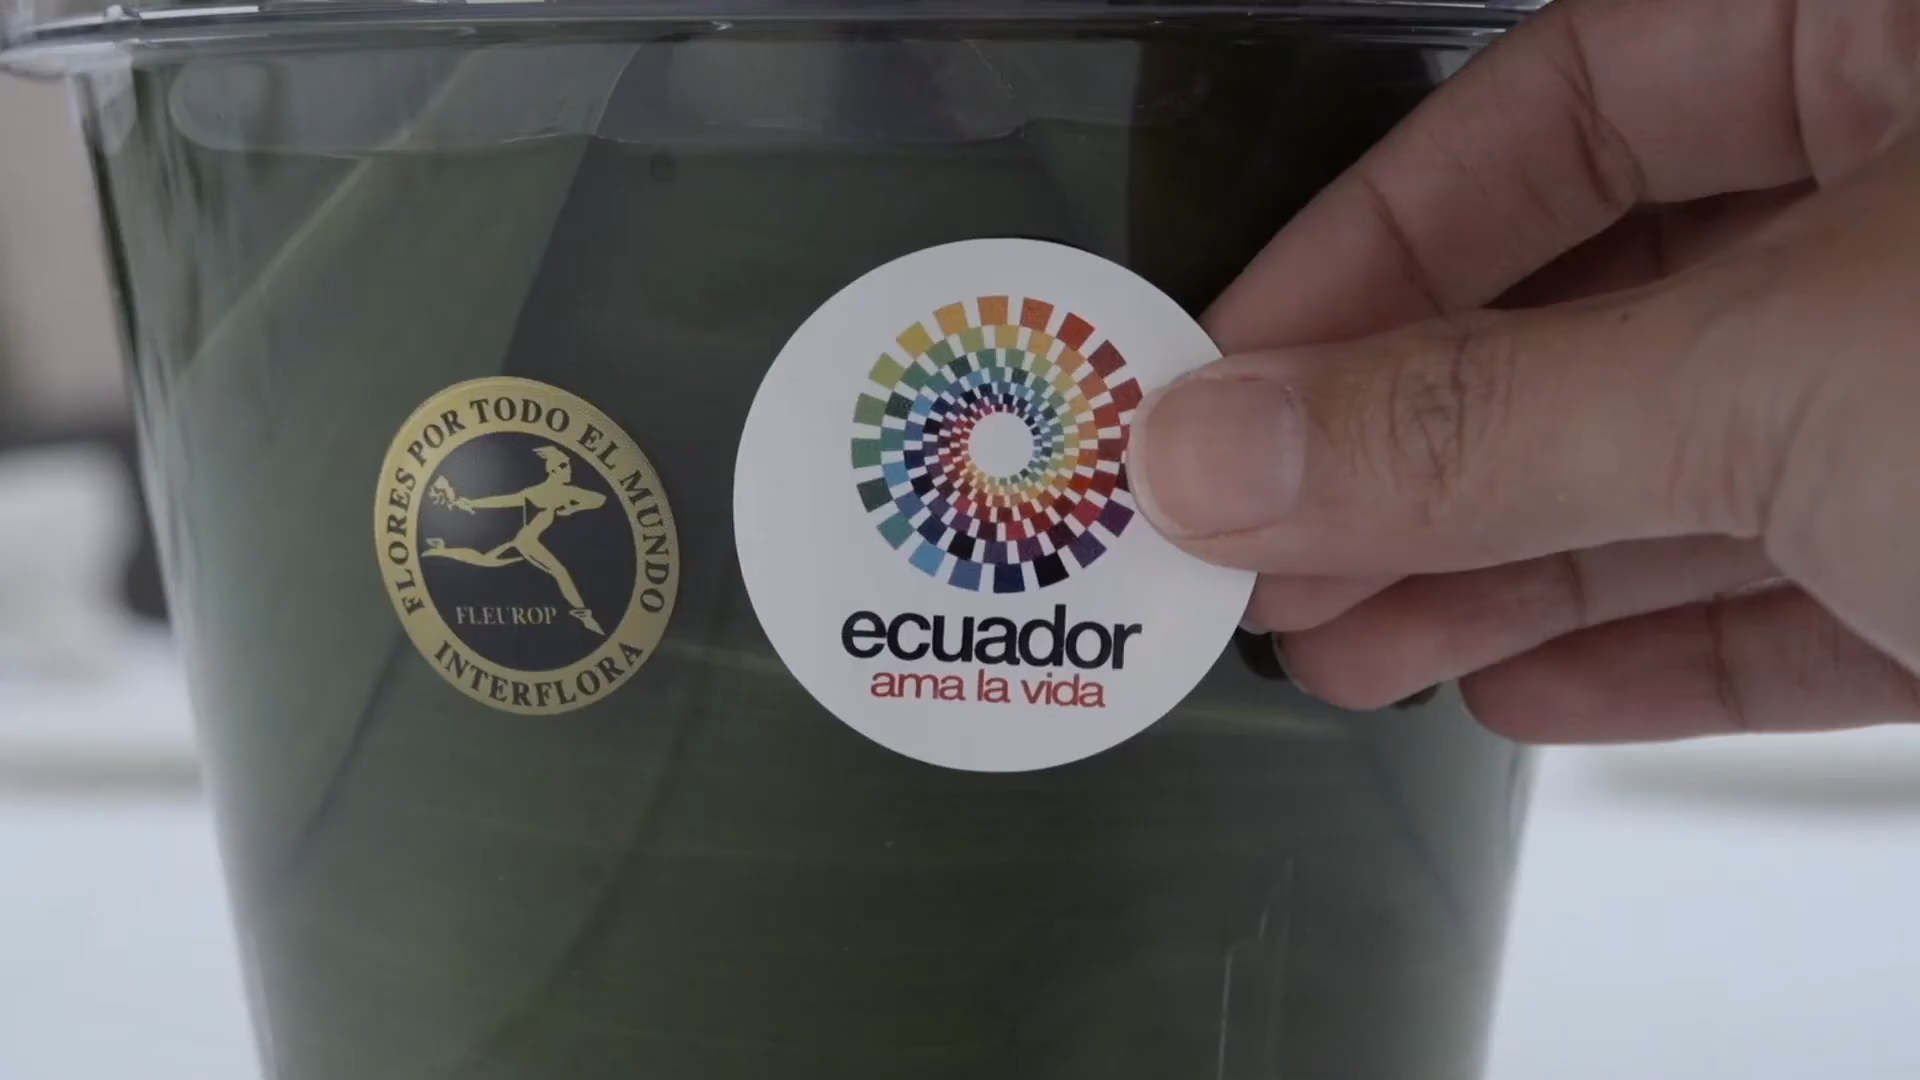 FLORES POR TODO EL MUNDO
FLEUROP
INTERFLORA
ecuador
ama la vida